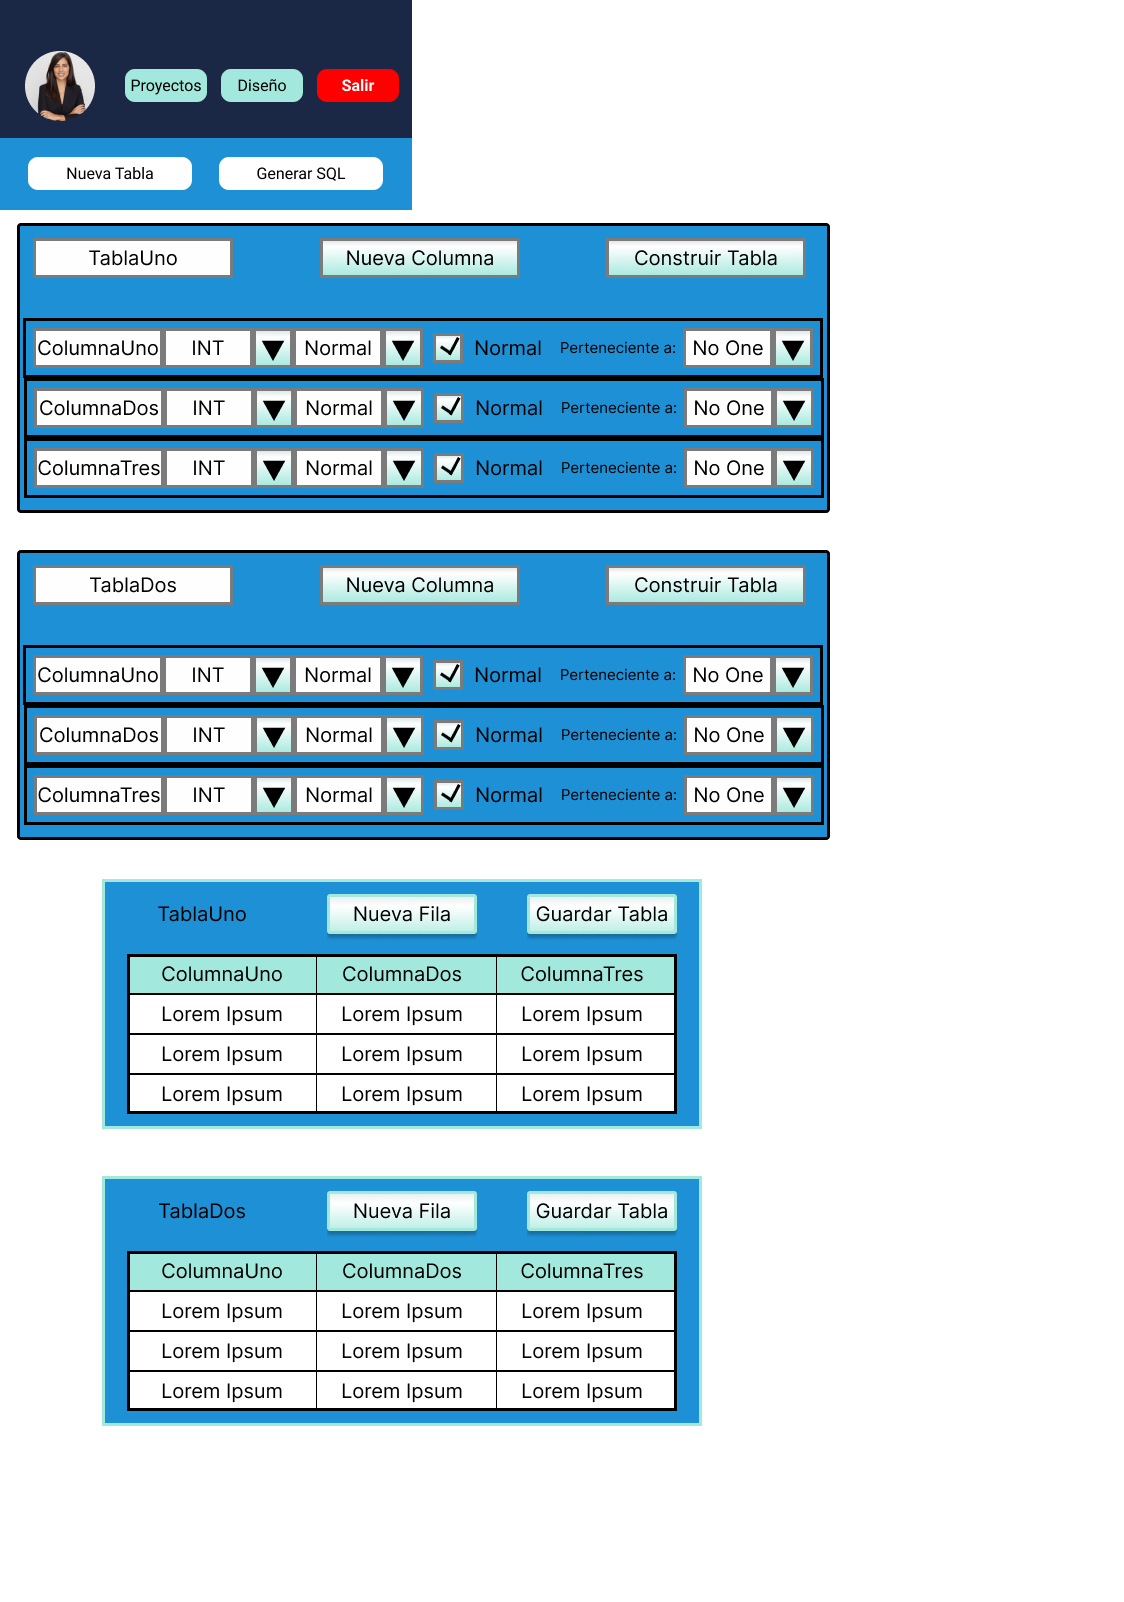 Proyectos Diseño Salir
Nueva Tabla Generar SQL
TablaUno Nueva Columna Construir Tabla
ColumnaUno INT Normal Normal Perteneciente a: No One
ColumnaDos INT Normal Normal Perteneciente a: No One
ColumnaTres INT Normal Normal Perteneciente a: No One
TablaDos Nueva Columna Construir Tabla
ColumnaUno INT Normal Normal Perteneciente a: No One
ColumnaDos INT Normal Normal Perteneciente a: No One
ColumnaTres INT Normal Normal Perteneciente a: No One
TablaUno Nueva Fila Guardar Tabla
ColumnaUno ColumnaDos ColumnaTres
Lorem Ipsum Lorem Ipsum Lorem Ipsum
Lorem Ipsum Lorem Ipsum Lorem Ipsum
Lorem Ipsum Lorem Ipsum Lorem Ipsum
TablaDos Nueva Fila Guardar Tabla
ColumnaUno ColumnaDos ColumnaTres
Lorem Ipsum Lorem Ipsum Lorem Ipsum
Lorem Ipsum Lorem Ipsum Lorem Ipsum
Lorem Ipsum Lorem Ipsum Lorem Ipsum